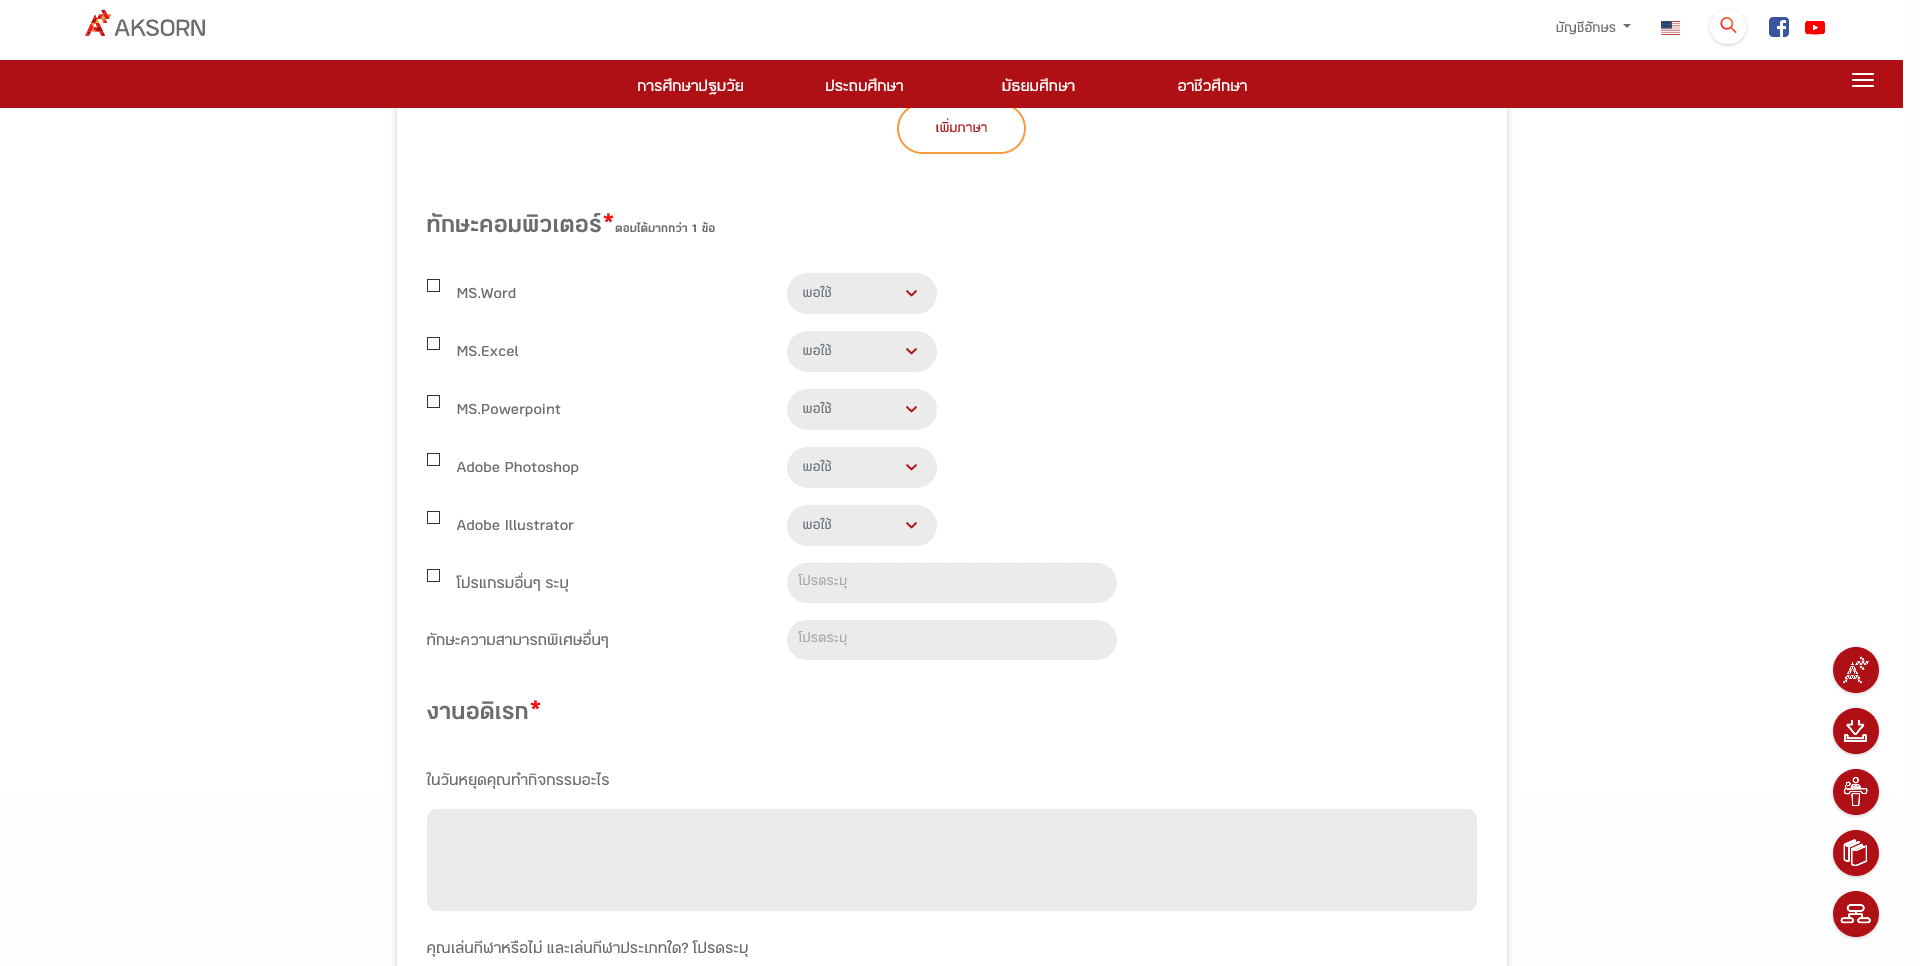 AKSORN
บัญชีอักษร
การศึกษาปฐมวัย ประถมศึกษา มัธยมศึกษา อาชีวศึกษา
เพิ่มภาษา
ทักษะคอมพิวเตอร์* ตอบได้มากกว่า 1 ข้อ
MS.Word พอใช้
MS.Excel พอใช้
MS.Powerpoint พอใช้
Adobe Photoshop พอใช้
Adobe Illustrator พอใช้
โปรแกรมอื่นๆ ระบุ โปรดระบุ
ทักษะความสามารถพิเศษอื่นๆ โปรดระบุ
งานอดิเรก*
ในวันหยุดคุณทำกิจกรรมอะไร
คุณเล่นกีฬาหรือไม่ และเล่นกีฬาประเภทใด? โปรดระบุ